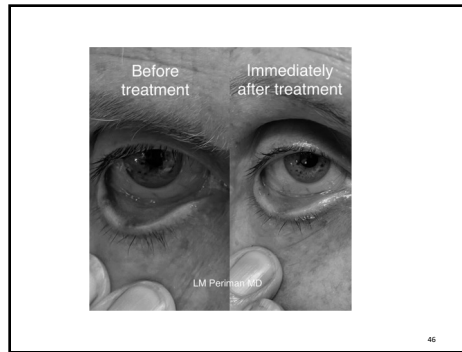 Before
treatment
Immediately
after treatment
LM Periman MD
46